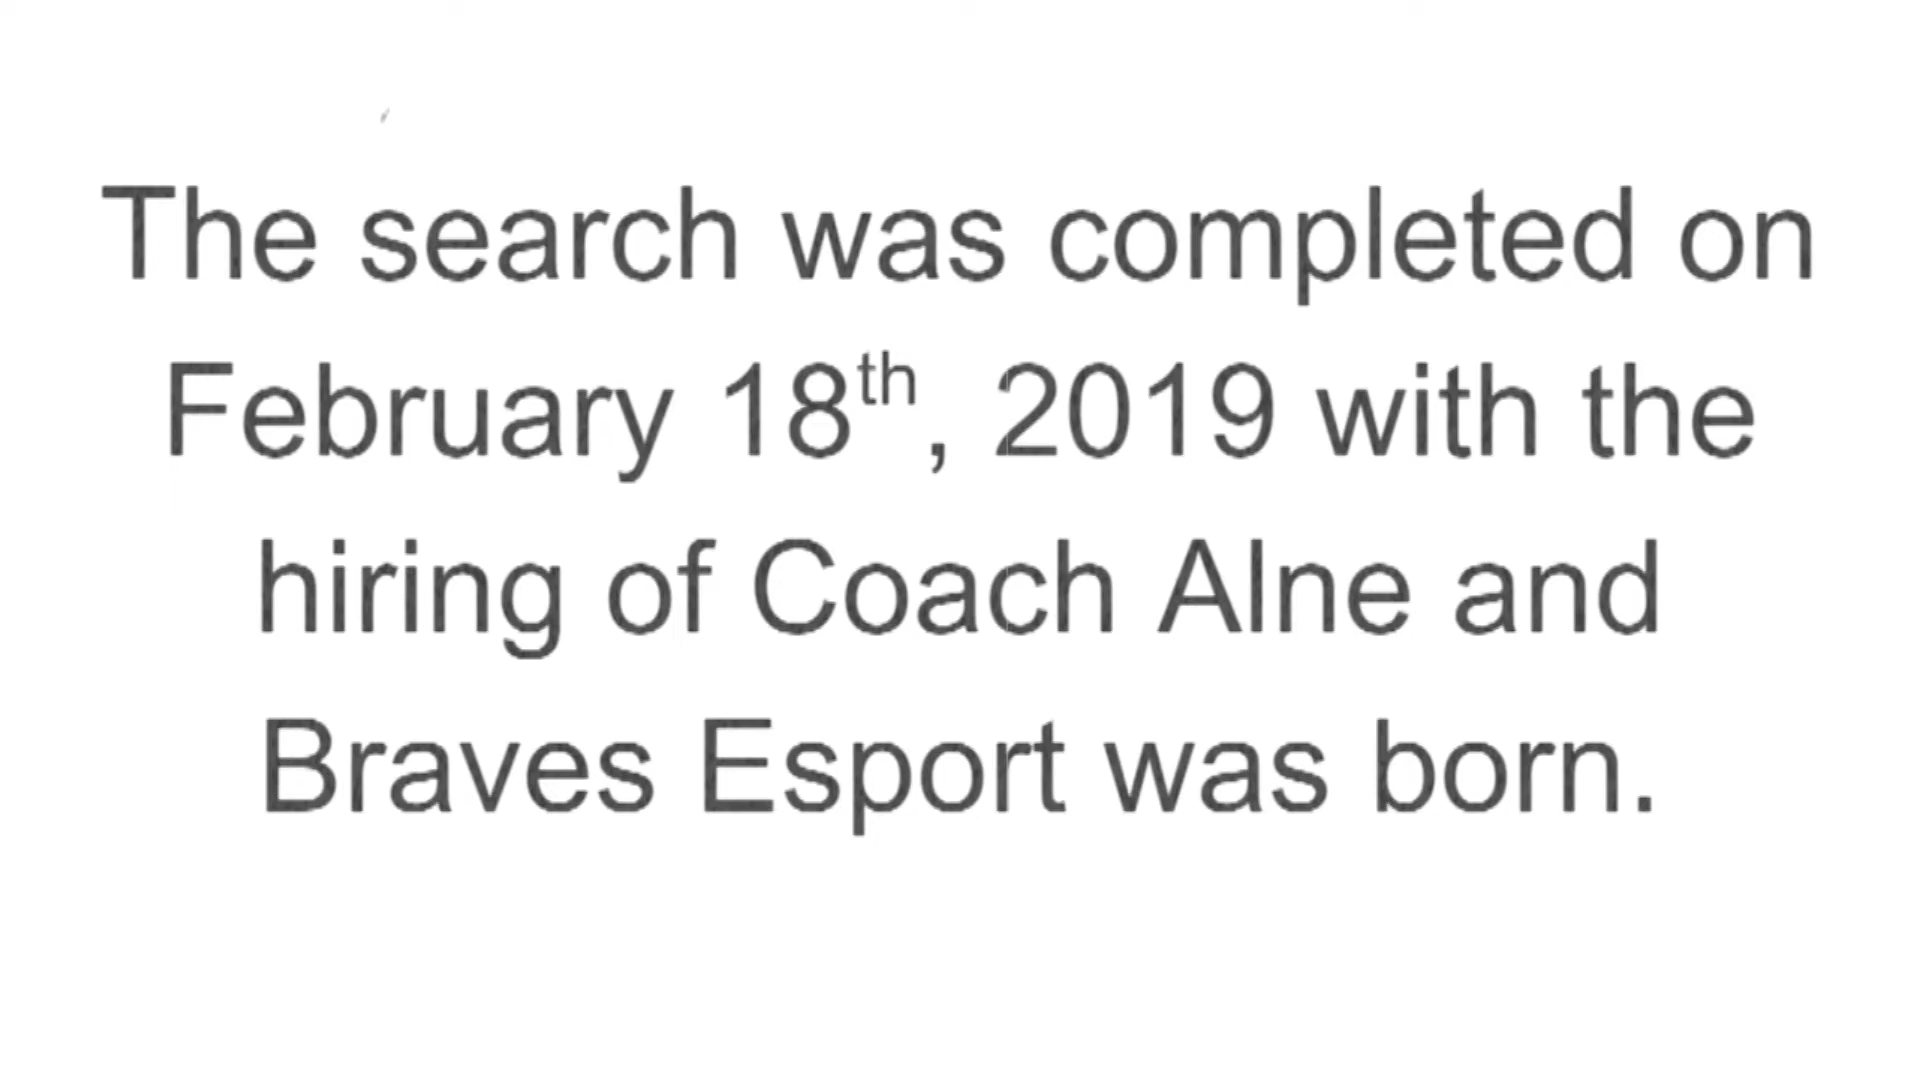 The search was completed on
February 18th, 2019 with the
hiring of Coach Alne and
Braves Esport was born.